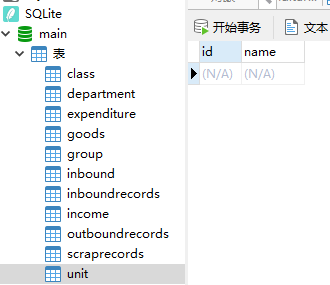 SQLite
main
表
class
department
expenditure
goods
group
inbound
inboundrecords
income
outboundrecords
scraprecords
unit
开始事务 文本
id name
(N/A) (N/A)